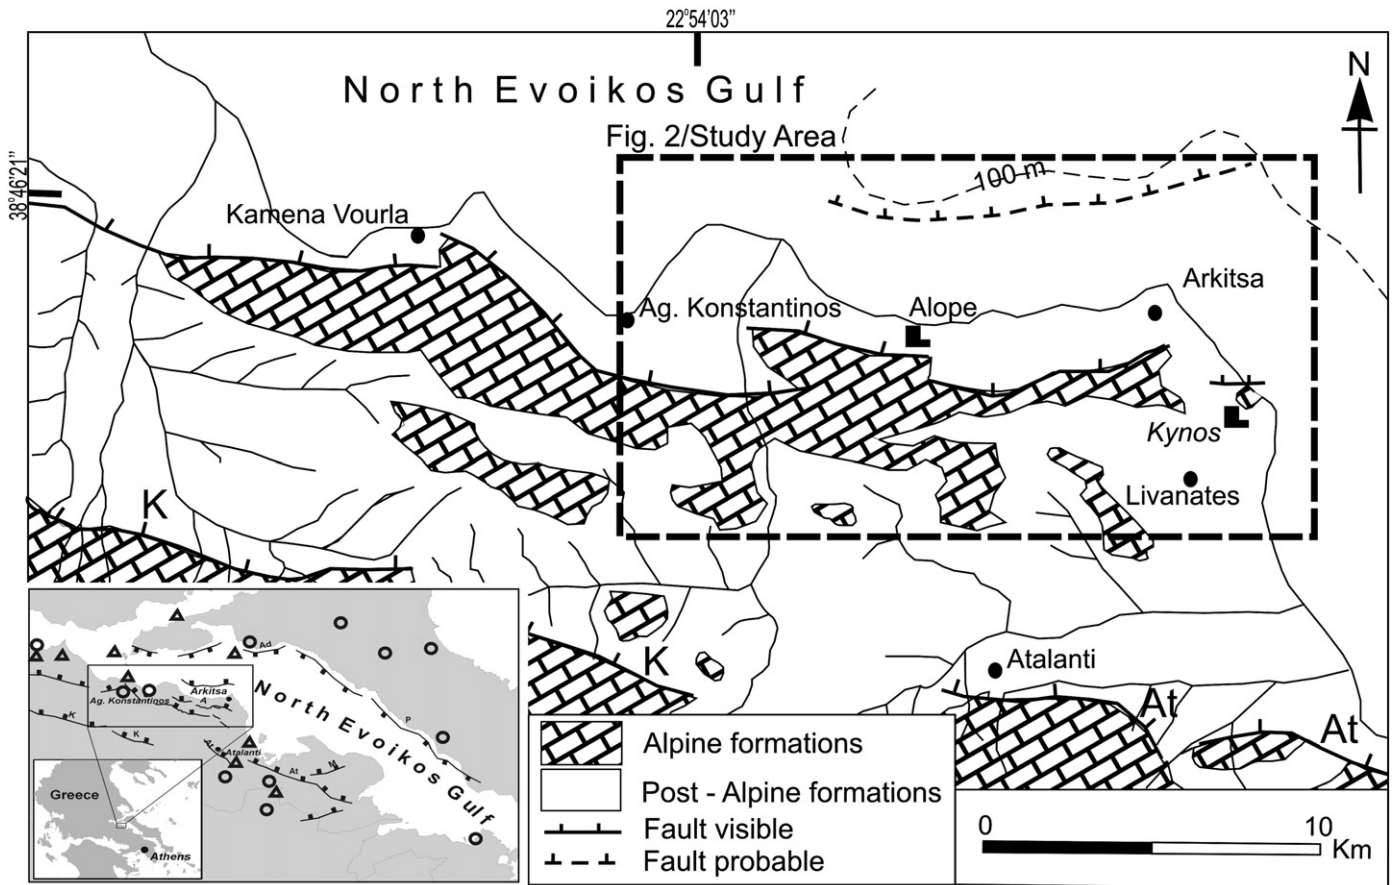 22°54'03"
North Evoikos Gulf
N
Fig. 2/Study Area
38°46'21"
100 m
Kamena Vourla
Arkitsa
Ag. Konstantinos
Alope
Kynos
Livanates
K
K
Atalanti
At
At
Ad
North Evoikos Gulf
Arkitsa
A
Ag. Konstantinos
K
K
P
At
Atalanti
At
Greece
Athens
Alpine formations
Post - Alpine formations
Fault visible
Fault probable
0 10
Km